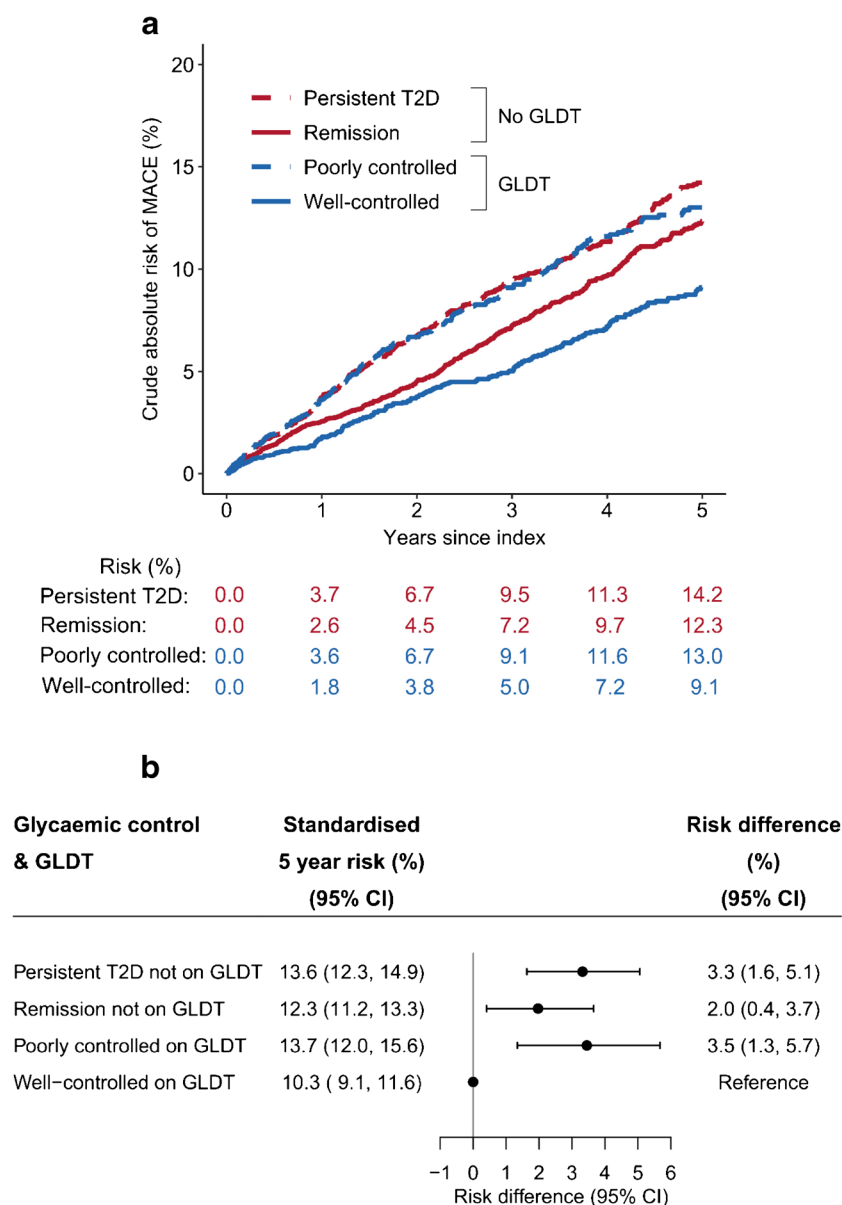 a
20
15
10
5
0
Crude absolute risk of MACE (%)
Persistent T2D
Remission
No GLDT
Poorly controlled
Well-controlled
GLDT
0 1 2 3 4 5
Years since index
Risk (%)
Persistent T2D: 0.0 3.7 6.7 9.5 11.3 14.2
Remission: 0.0 2.6 4.5 7.2 9.7 12.3
Poorly controlled: 0.0 3.6 6.7 9.1 11.6 13.0
Well-controlled: 0.0 1.8 3.8 5.0 7.2 9.1
b
Glycaemic control Standardised Risk difference
& GLDT 5 year risk (%) (%)
(95% CI) (95% CI)
Persistent T2D not on GLDT 13.6 (12.3, 14.9) 3.3 (1.6, 5.1)
Remission not on GLDT 12.3 (11.2, 13.3) 2.0 (0.4, 3.7)
Poorly controlled on GLDT 13.7 (12.0, 15.6) 3.5 (1.3, 5.7)
Well−controlled on GLDT 10.3 ( 9.1, 11.6) Reference
−1 0 1 2 3 4 5 6
Risk difference (95% CI)